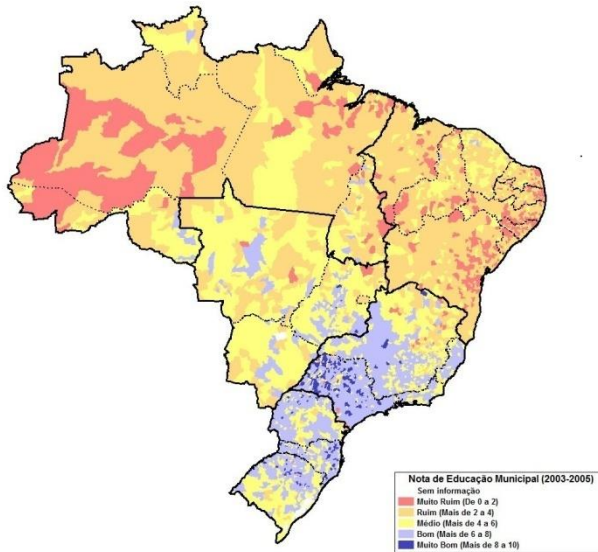 Nota de Educação Municipal (2003-2005)
Sem informação
Muito Ruim (De 0 a 2)
Ruim (Mais de 2 a 4)
Médio (Mais de 4 a 6)
Bom (Mais de 6 a 8)
Muito Bom (Mais de 8 a 10)